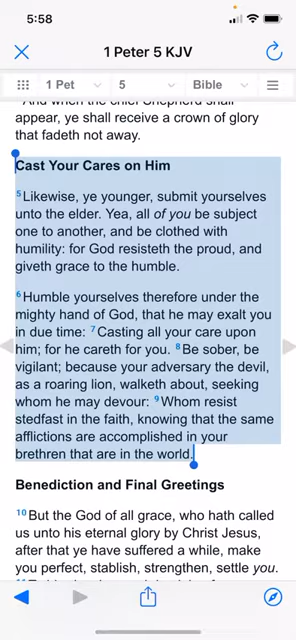 5:58
1 Peter 5 KJV
1 Pet 5 Bible
And when the chief Shepherd shall
appear, ye shall receive a crown of glory
that fadeth not away.
Cast Your Cares on Him
5 Likewise, ye younger, submit yourselves
unto the elder. Yea, all of you be subject
one to another, and be clothed with
humility: for God resisteth the proud, and
giveth grace to the humble.
6 Humble yourselves therefore under the
mighty hand of God, that he may exalt you
in due time: 7 Casting all your care upon
him; for he careth for you. 8 Be sober, be
vigilant; because your adversary the devil,
as a roaring lion, walketh about, seeking
whom he may devour: 9 Whom resist
stedfast in the faith, knowing that the same
afflictions are accomplished in your
brethren that are in the world.
Benediction and Final Greetings
10 But the God of all grace, who hath called
us unto his eternal glory by Christ Jesus,
after that ye have suffered a while, make
you perfect, stablish, strengthen, settle you.